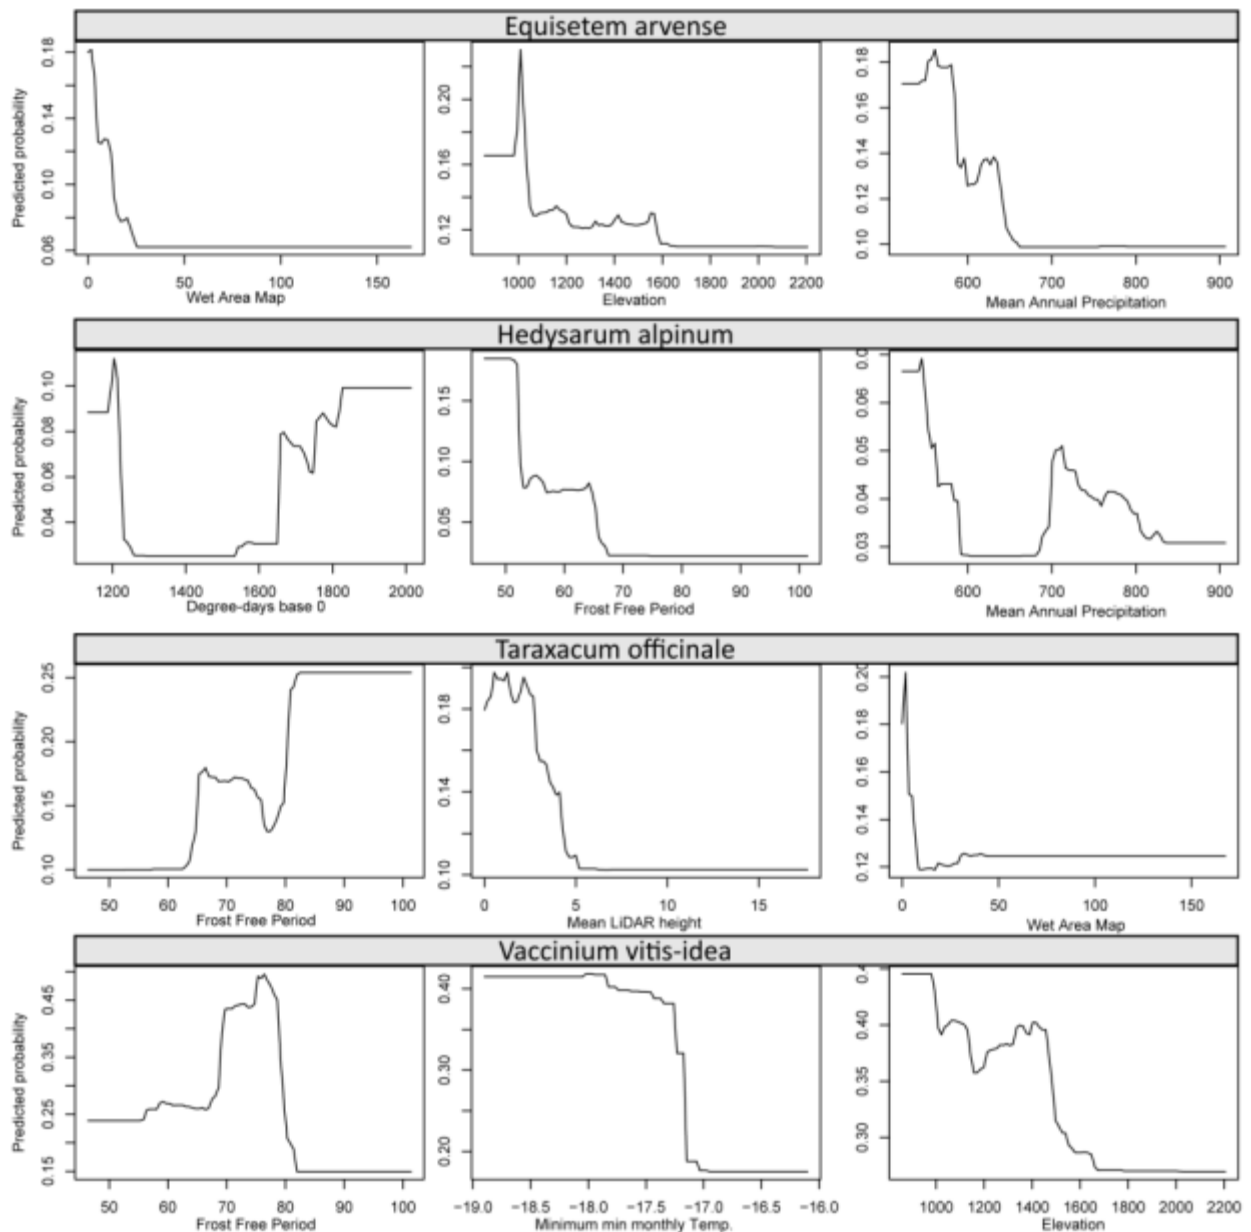 Equisetem arvense
Predicted probability
0.06 0.10 0.14 0.18
0 50 100 150
Wet Area Map
0.12 0.16 0.20
1000 1200 1400 1600 1800 2000 2200
Elevation
0.10 0.12 0.14 0.16 0.18
600 700 800 900
Mean Annual Precipitation
Hedysarum alpinum
Predicted probability
0.04 0.06 0.08 0.10
1200 1400 1600 1800 2000
Degree-days base 0
0.05 0.10 0.15
50 60 70 80 90 100
Frost Free Period
0.03 0.04 0.05 0.06 0.0
600 700 800 900
Mean Annual Precipitation
Taraxacum officinale
Predicted probability
0.10 0.15 0.20 0.25
50 60 70 80 90 100
Frost Free Period
0.10 0.14 0.18
0 5 10 15
Mean LiDAR height
0.12 0.14 0.16 0.18 0.20
0 50 100 150
Wet Area Map
Vaccinium vitis-idea
Predicted probability
0.15 0.25 0.35 0.45
50 60 70 80 90 100
Frost Free Period
0.20 0.30 0.40
−19.0 −18.5 −18.0 −17.5 −17.0 −16.5 −16.0
Minimum min monthly Temp.
0.30 0.35 0.40
1000 1200 1400 1600 1800 2000 2200
Elevation